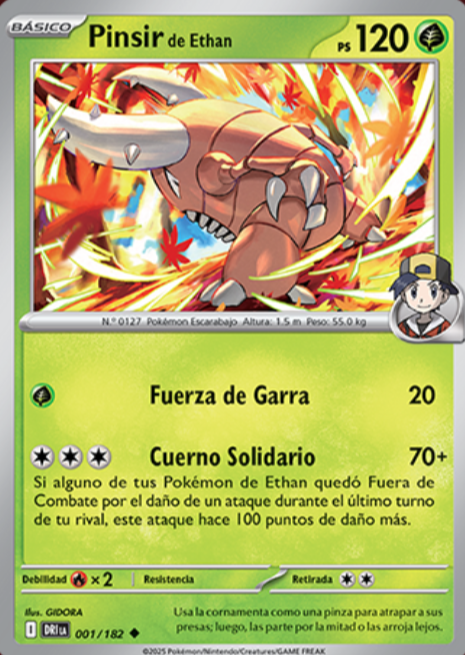 BÁSICO Pinsir de Ethan PS 120
N.º 0127 Pokémon Escarabajo Altura: 1.5 m Peso: 55.0 kg
Fuerza de Garra 20
Cuerno Solidario 70+
Si alguno de tus Pokémon de Ethan quedó Fuera de
Combate por el daño de un ataque durante el último turno
de tu rival, este ataque hace 100 puntos de daño más.
Debilidad ×2 Resistencia Retirada
Ilus. GIDORA
I DRI LA 001/182
Usa la cornamenta como una pinza para atrapar a sus
presas; luego, las parte por la mitad o las arroja lejos.
©2025 Pokémon/Nintendo/Creatures/GAME FREAK